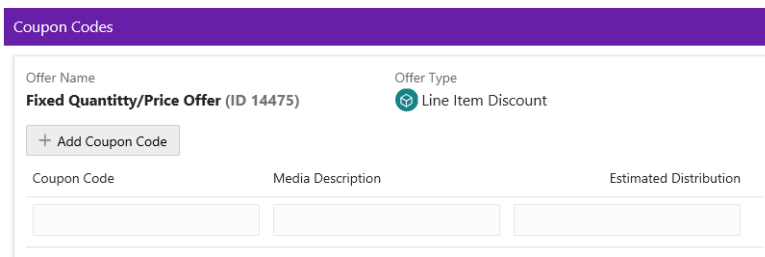 Coupon Codes
Offer Name Offer Type
Fixed Quantitty/Price Offer (ID 14475) Line Item Discount
+ Add Coupon Code
Coupon Code Media Description Estimated Distribution